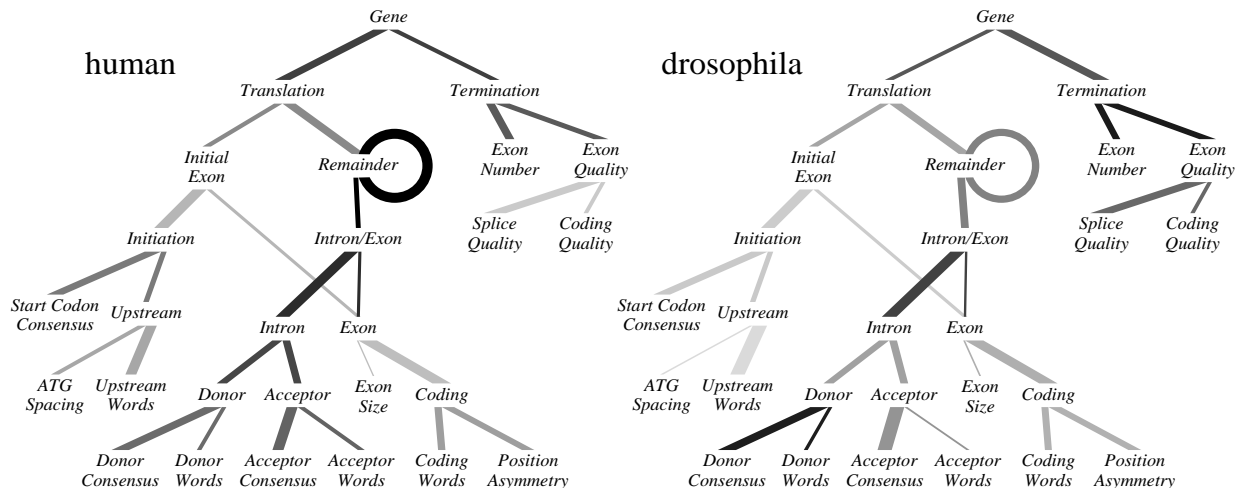 human
Gene
Translation
Termination
Initial
Exon
Remainder
Exon
Number
Exon
Quality
Splice
Quality
Coding
Quality
Initiation
Intron/Exon
Start Codon
Consensus
Upstream
Intron
Exon
ATG
Spacing
Upstream
Words
Donor
Acceptor
Exon
Size
Coding
Donor
Consensus
Donor
Words
Acceptor
Consensus
Acceptor
Words
Coding
Words
Position
Asymmetry
drosophila
Gene
Translation
Termination
Initial
Exon
Remainder
Exon
Number
Exon
Quality
Splice
Quality
Coding
Quality
Initiation
Intron/Exon
Start Codon
Consensus
Upstream
Intron
Exon
ATG
Spacing
Upstream
Words
Donor
Acceptor
Exon
Size
Coding
Donor
Consensus
Donor
Words
Acceptor
Consensus
Acceptor
Words
Coding
Words
Position
Asymmetry